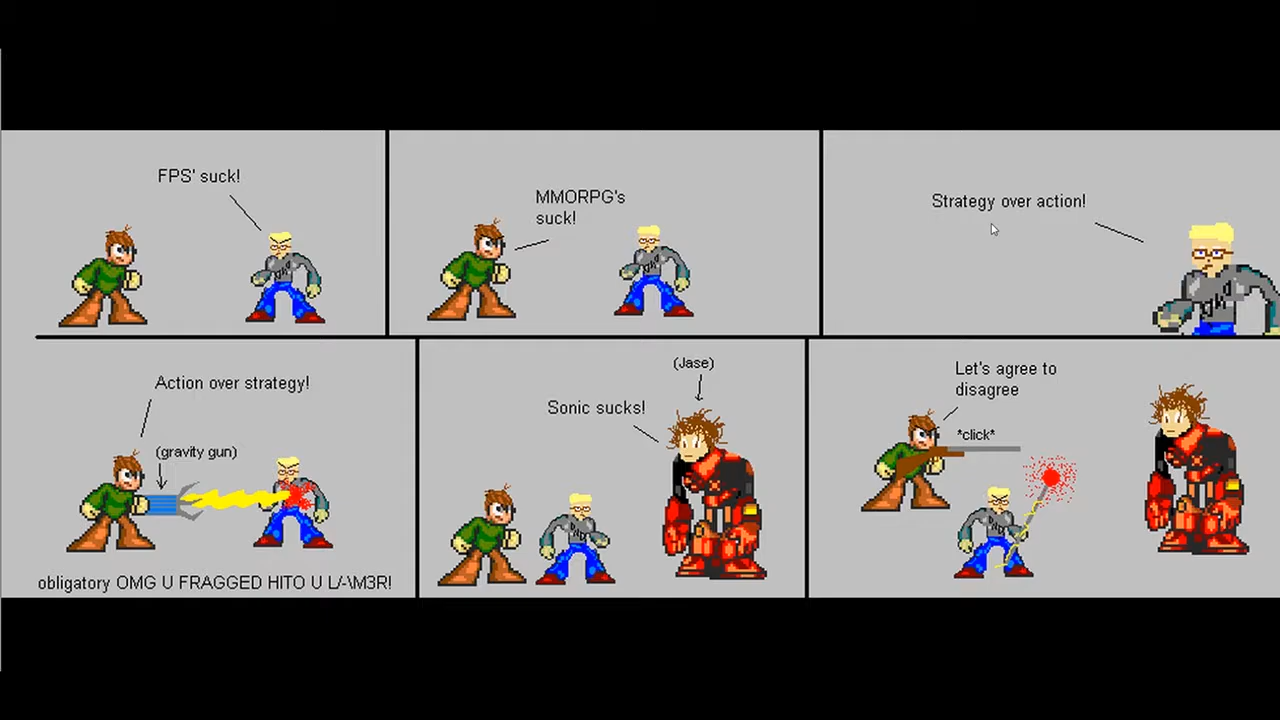 FPS' suck!
MMORPG's
suck!
Strategy over action!
Action over strategy!
(gravity gun)
obligatory OMG U FRAGGED HITO U L/-\M3R!
(Jase)
Sonic sucks!
Let's agree to
disagree
*click*